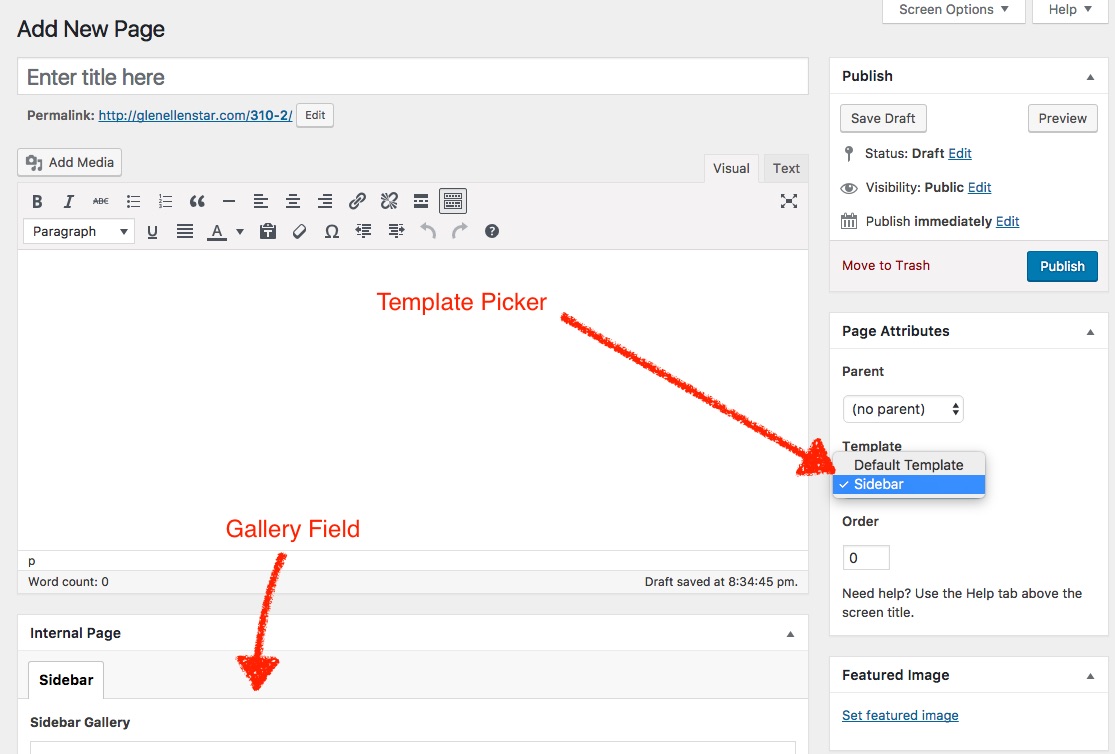 Screen Options
Help
Add New Page
Enter title here
Permalink: http://glenellenstar.com/310-2/ Edit
Add Media
Visual
Text
B I ABC
Paragraph
U A T Ω ?
Template Picker
Gallery Field
p
Word count: 0
Draft saved at 8:34:45 pm.
Internal Page
Sidebar
Sidebar Gallery
Publish
Save Draft
Preview
Status: Draft Edit
Visibility: Public Edit
Publish immediately Edit
Move to Trash
Publish
Page Attributes
Parent
(no parent)
Template
Default Template
✓ Sidebar
Order
0
Need help? Use the Help tab above the
screen title.
Featured Image
Set featured image